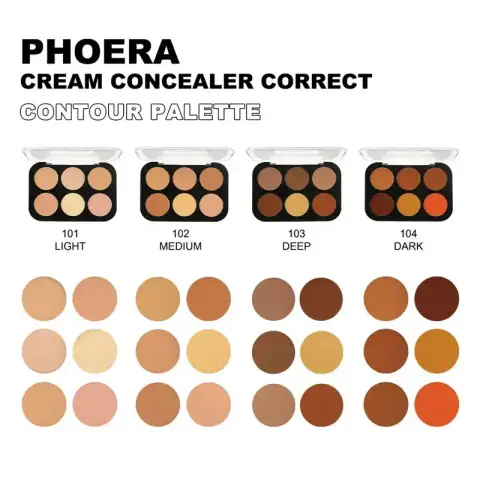 PHOERA
CREAM CONCEALER CORRECT
CONTOUR PALETTE
101
LIGHT
102
MEDIUM
103
DEEP
104
DARK